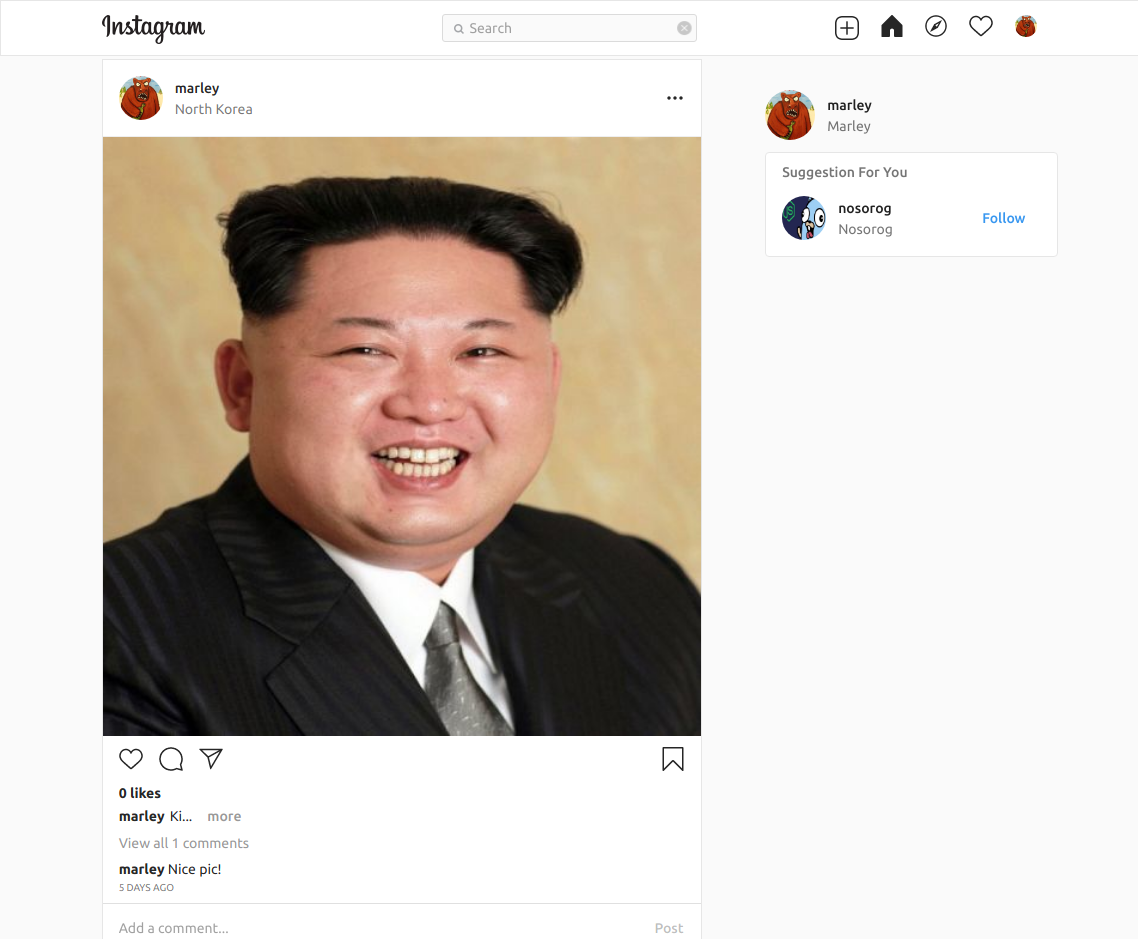 Instagram
Search
marley
North Korea
marley
Marley
Suggestion For You
nosorog
Nosorog
Follow
0 likes
marley Ki... more
View all 1 comments
marley Nice pic!
5 DAYS AGO
Add a comment...
Post